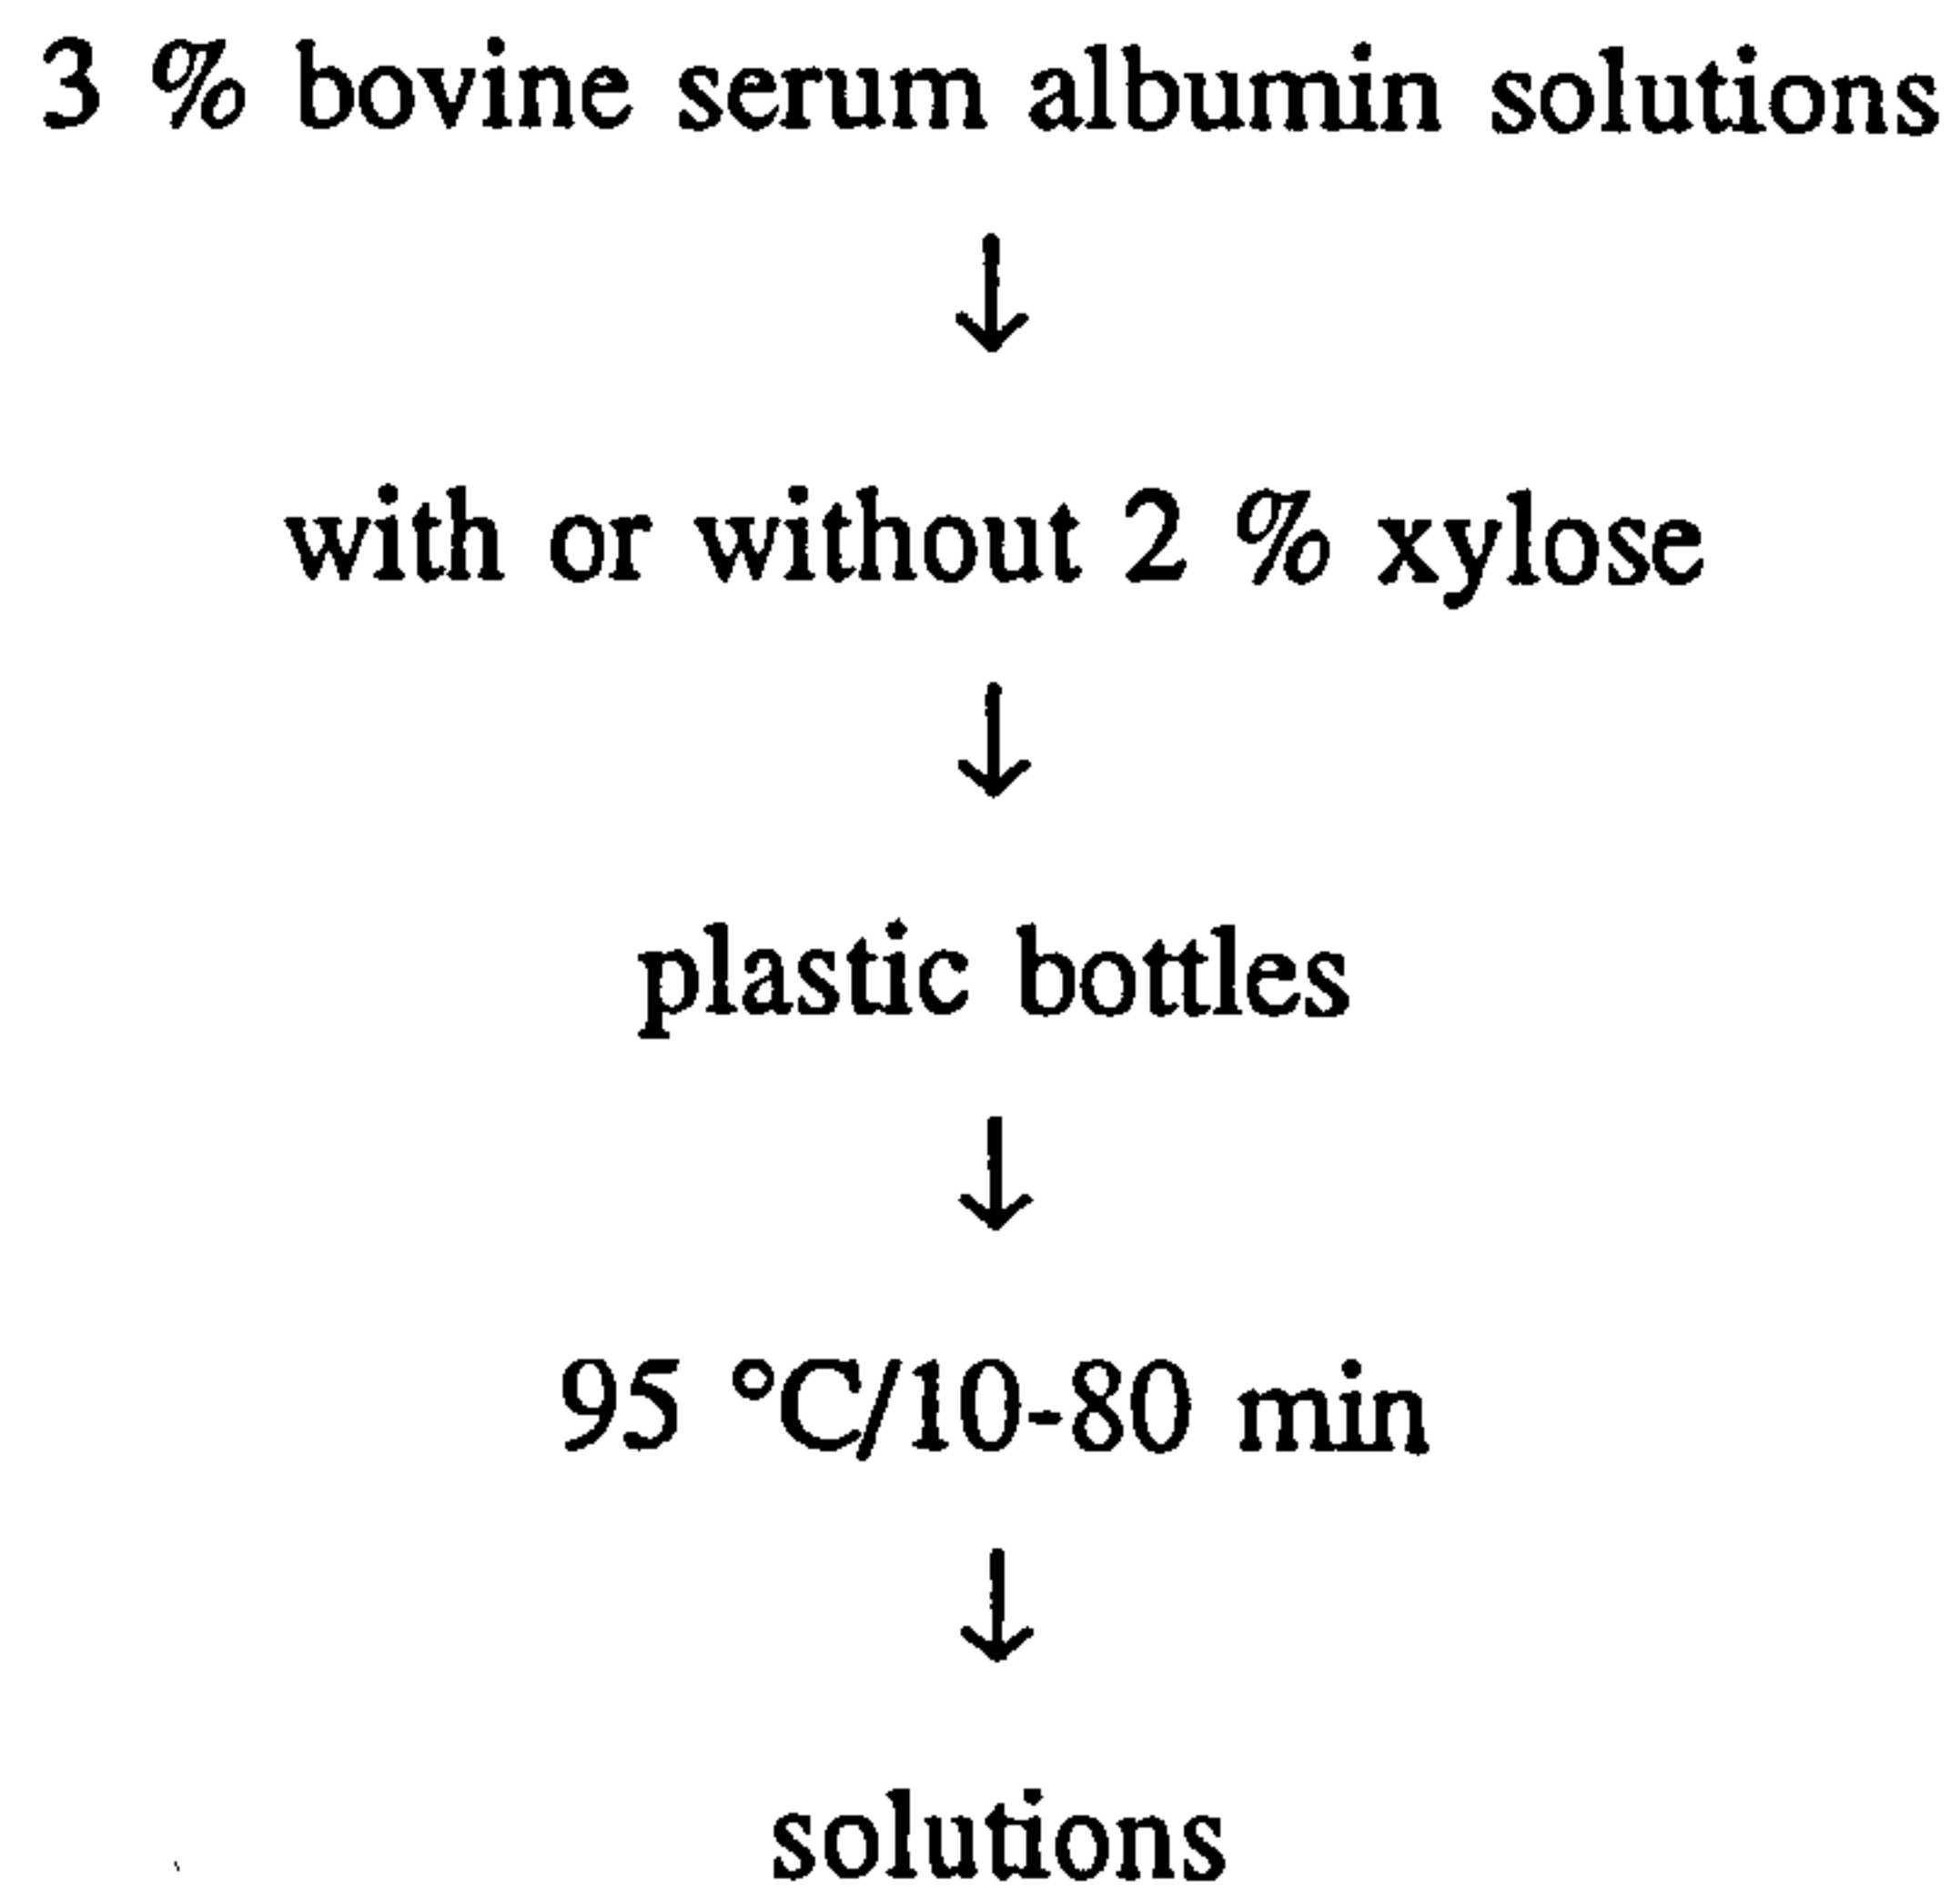 3 % bovine serum albumin solutions
↓
with or without 2 % xylose
↓
plastic bottles
↓
95 °C/10-80 min
↓
solutions